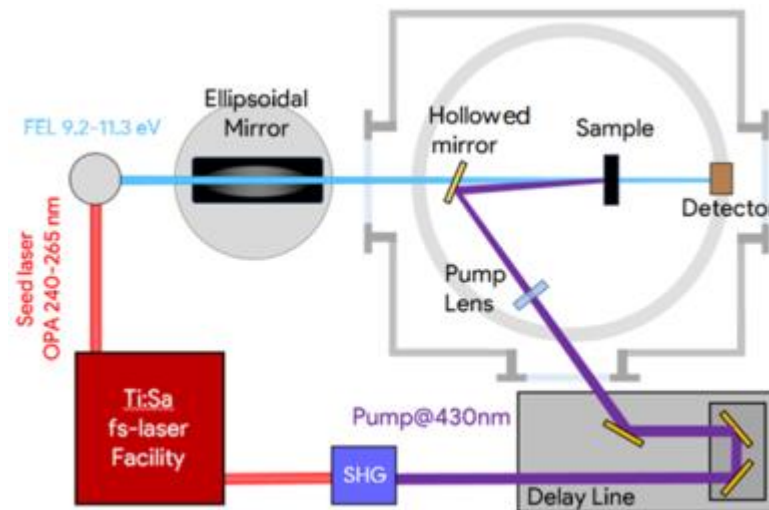 Ellipsoidal
Mirror
FEL 9.2-11.3 eV
Hollowed
mirror
Sample
Detector
Seed laser
OPA 240-265 nm
Pump
Lens
Ti:Sa
fs-laser
Facility
Pump@430nm
SHG
Delay Line